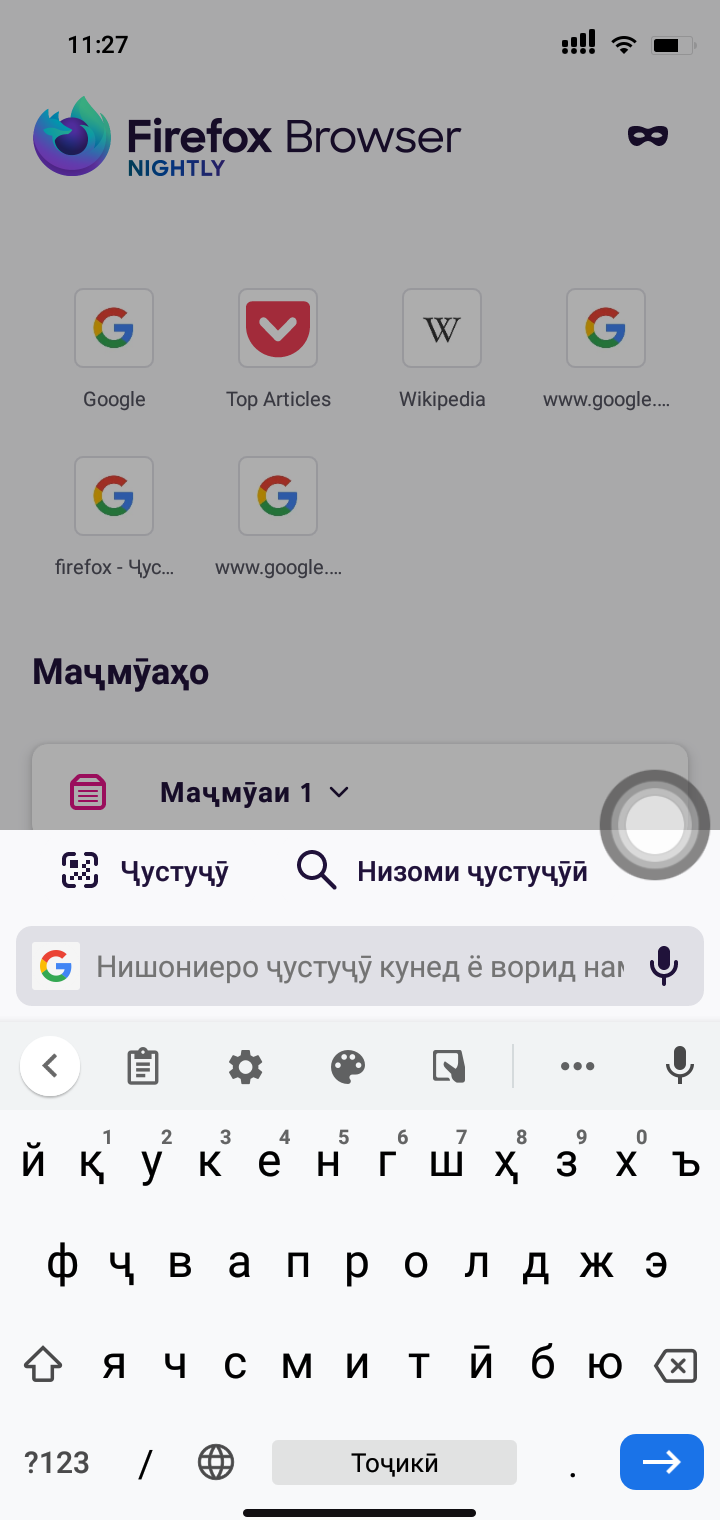 11:27
Firefox Browser
NIGHTLY
Google
Top Articles
Wikipedia
www.google....
firefox - Ҷус...
www.google....
Маҷмӯаҳо
Маҷмӯаи 1
Ҷустуҷӯ
Низоми ҷустуҷӯӣ
Нишониеро ҷустуҷӯ кунед ё ворид нам
1 2 3 4 5 6 7 8 9 0
й қ у к е н г ш ҳ з х ъ
ф ҷ в а п р о л д ж э
я ч с м и т ӣ б ю
?123 / Тоҷикӣ .